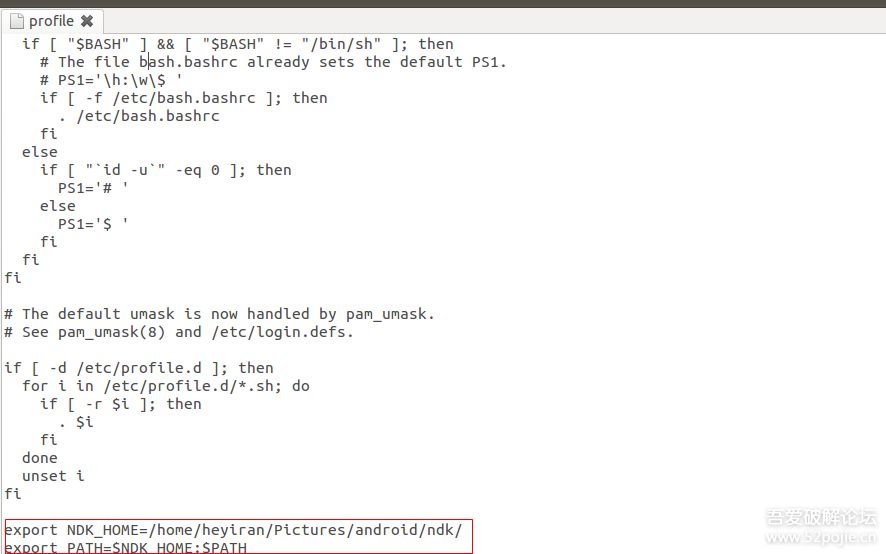 profile
if [ "$BASH" ] && [ "$BASH" != "/bin/sh" ]; then
# The file bash.bashrc already sets the default PS1.
# PS1='\h:\w\$ '
if [ -f /etc/bash.bashrc ]; then
. /etc/bash.bashrc
fi
else
if [ "`id -u`" -eq 0 ]; then
PS1='# '
else
PS1='$ '
fi
fi
fi
# The default umask is now handled by pam_umask.
# See pam_umask(8) and /etc/login.defs.
if [ -d /etc/profile.d ]; then
for i in /etc/profile.d/*.sh; do
if [ -r $i ]; then
. $i
fi
done
unset i
fi
export NDK_HOME=/home/heyiran/Pictures/android/ndk/
export PATH=$NDK_HOME:$PATH
吾爱破解论坛
www.52pojie.cn